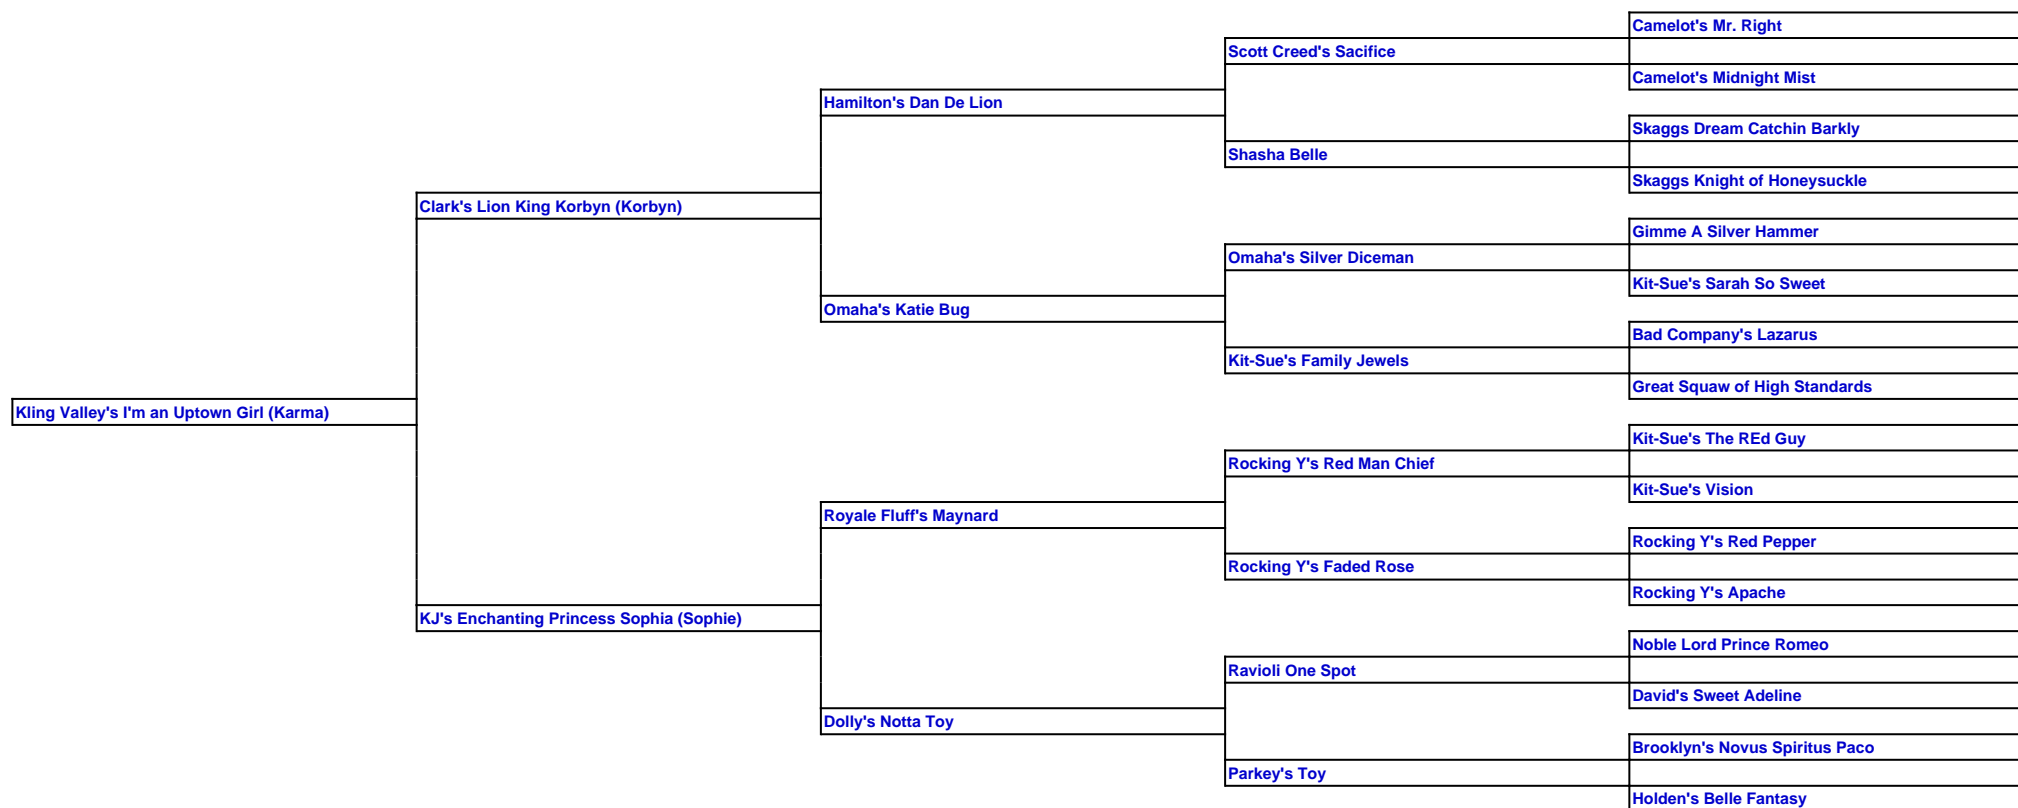 Camelot's Mr. Right
Scott Creed's Sacifice
Camelot's Midnight Mist
Hamilton's Dan De Lion
Skaggs Dream Catchin Barkly
Shasha Belle
Skaggs Knight of Honeysuckle
Clark's Lion King Korbyn (Korbyn)
Gimme A Silver Hammer
Omaha's Silver Diceman
Kit-Sue's Sarah So Sweet
Omaha's Katie Bug
Bad Company's Lazarus
Kit-Sue's Family Jewels
Great Squaw of High Standards
Kling Valley's I'm an Uptown Girl (Karma)
Kit-Sue's The REd Guy
Rocking Y's Red Man Chief
Kit-Sue's Vision
Royale Fluff's Maynard
Rocking Y's Red Pepper
Rocking Y's Faded Rose
Rocking Y's Apache
KJ's Enchanting Princess Sophia (Sophie)
Noble Lord Prince Romeo
Ravioli One Spot
David's Sweet Adeline
Dolly's Notta Toy
Brooklyn's Novus Spiritus Paco
Parkey's Toy
Holden's Belle Fantasy